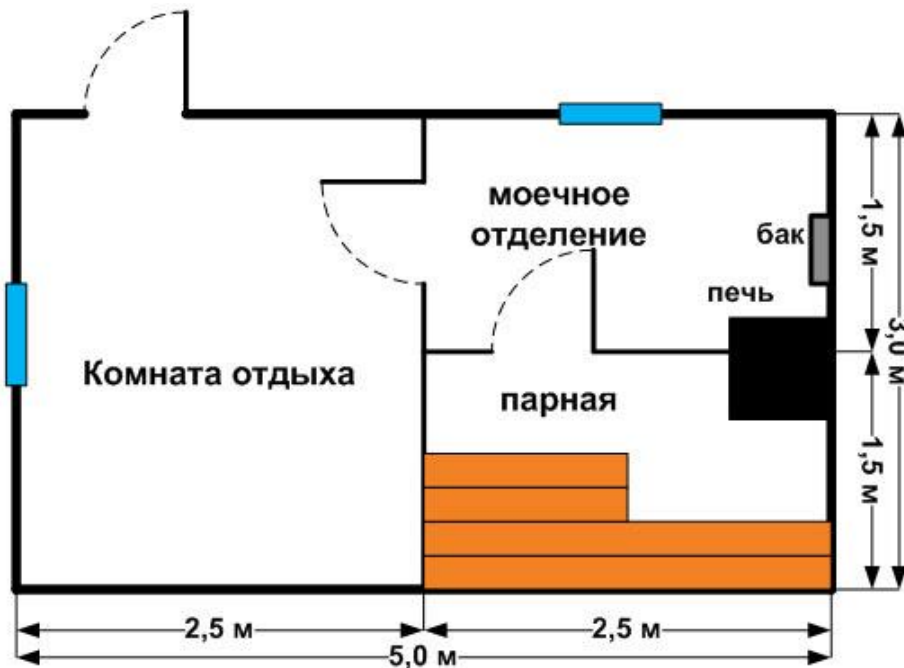 моечное
отделение
бак
печь
Комната отдыха
парная
1,5 м
3,0 м
1,5 м
2,5 м
2,5 м
5,0 м